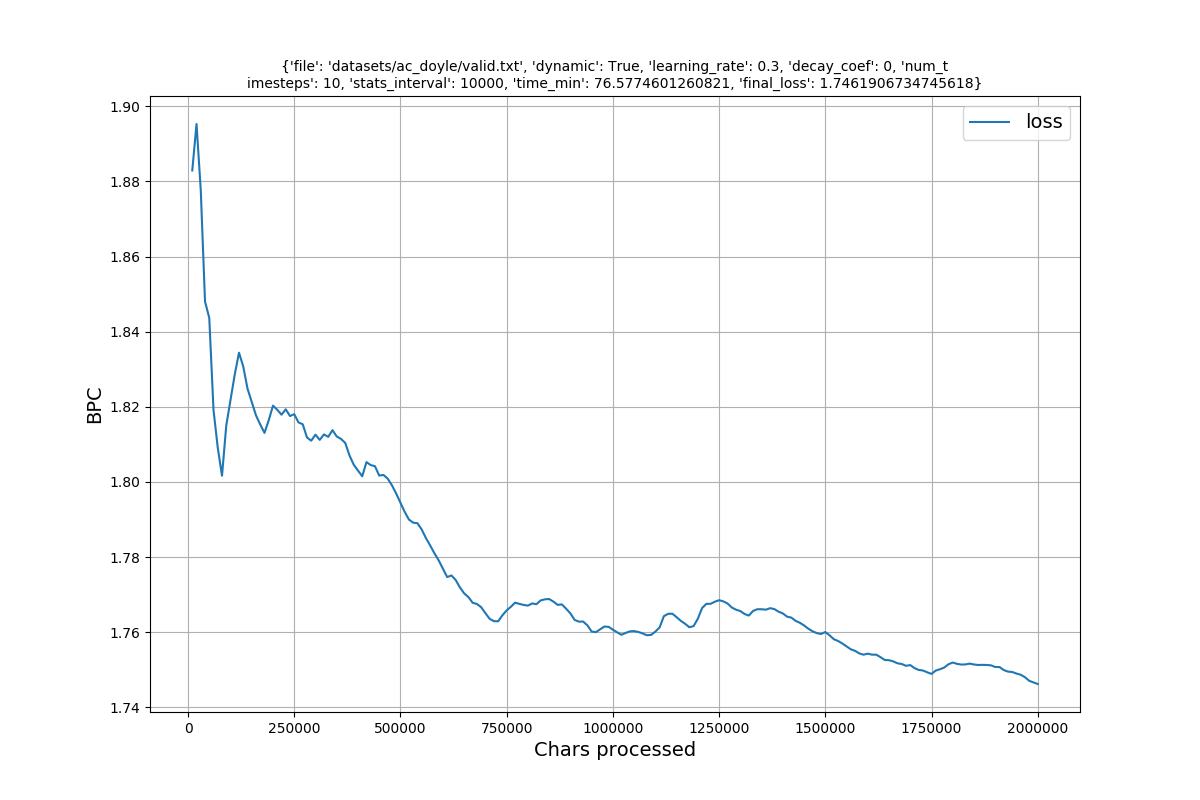 {'file': 'datasets/ac_doyle/valid.txt', 'dynamic': True, 'learning_rate': 0.3, 'decay_coef': 0, 'num_t
imesteps': 10, 'stats_interval': 10000, 'time_min': 76.5774601260821, 'final_loss': 1.7461906734745618}
loss
1.90
1.88
1.86
1.84
1.82
1.80
1.78
1.76
1.74
BPC
0 250000 500000 750000 1000000 1250000 1500000 1750000 2000000
Chars processed